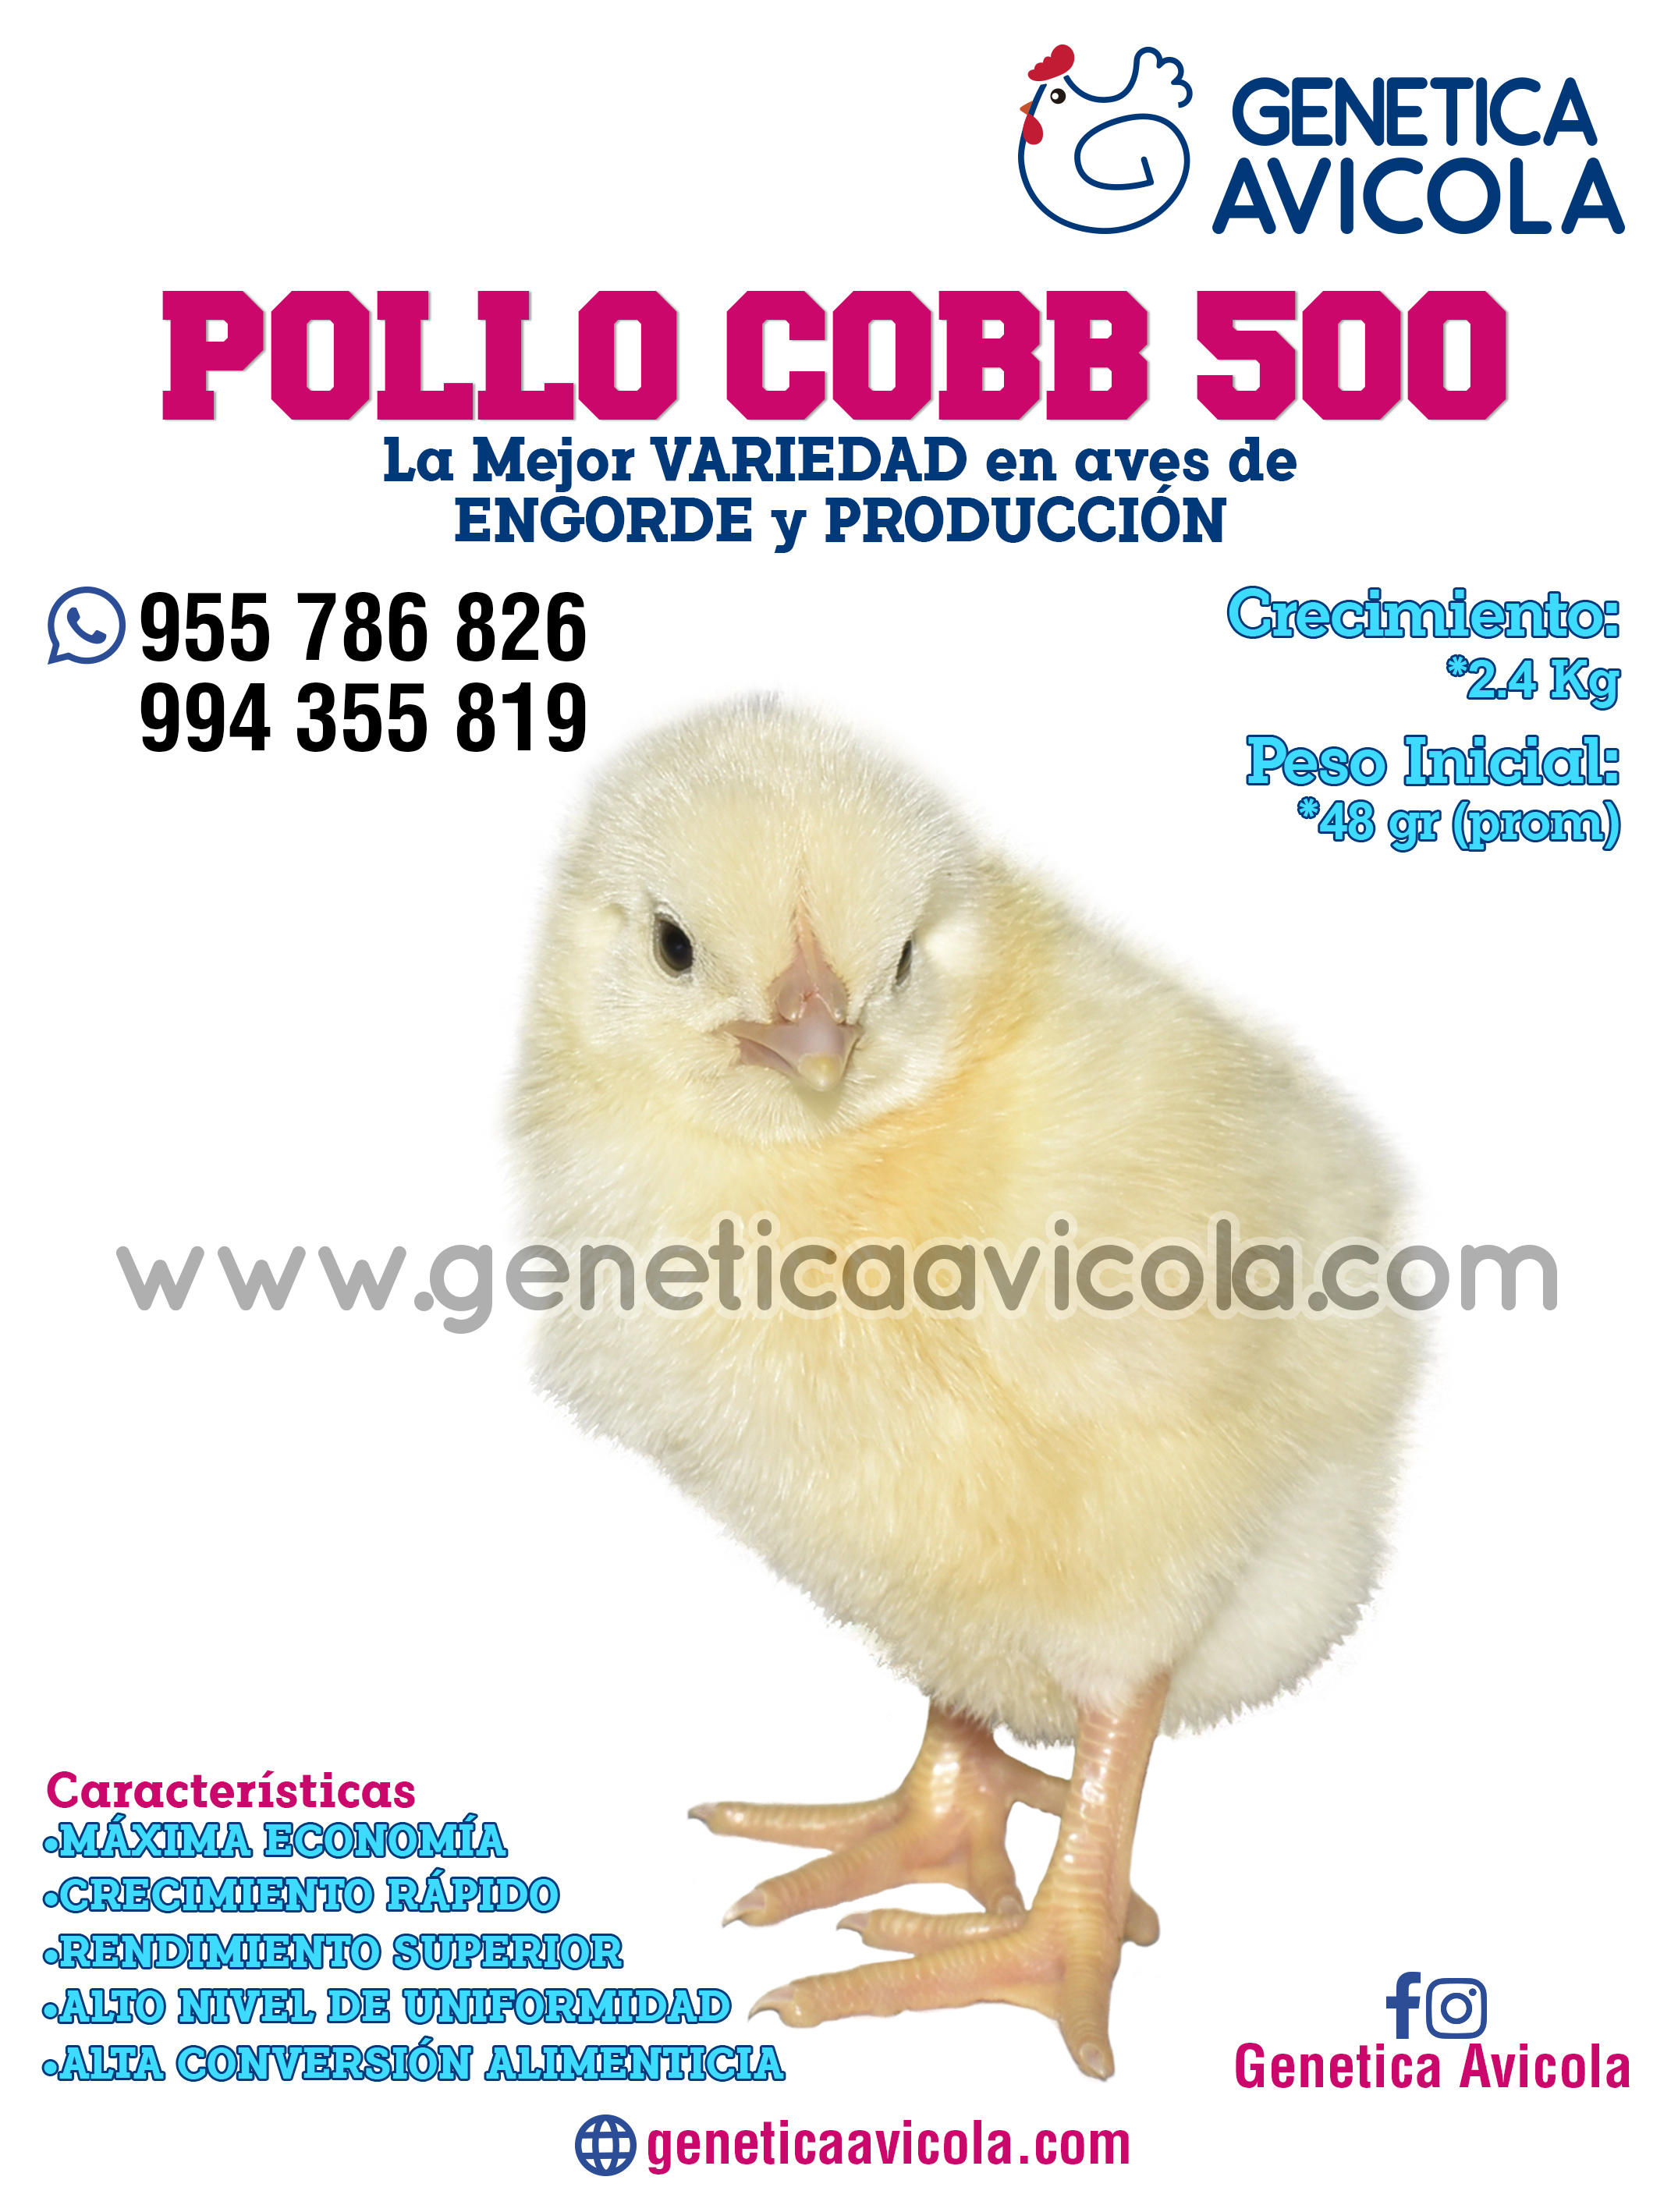 GENETICA
AVICOLA
POLLO COBB 500
La Mejor VARIEDAD en aves de
ENGORDE y PRODUCCIÓN
955 786 826
994 355 819
Crecimiento:
*2.4 Kg
Peso Inicial:
*48 gr (prom)
www.geneticaavicola.com
Características
•MÁXIMA ECONOMÍA
•CRECIMIENTO RÁPIDO
•RENDIMIENTO SUPERIOR
•ALTO NIVEL DE UNIFORMIDAD
•ALTA CONVERSIÓN ALIMENTICIA
Genetica Avicola
geneticaavicola.com